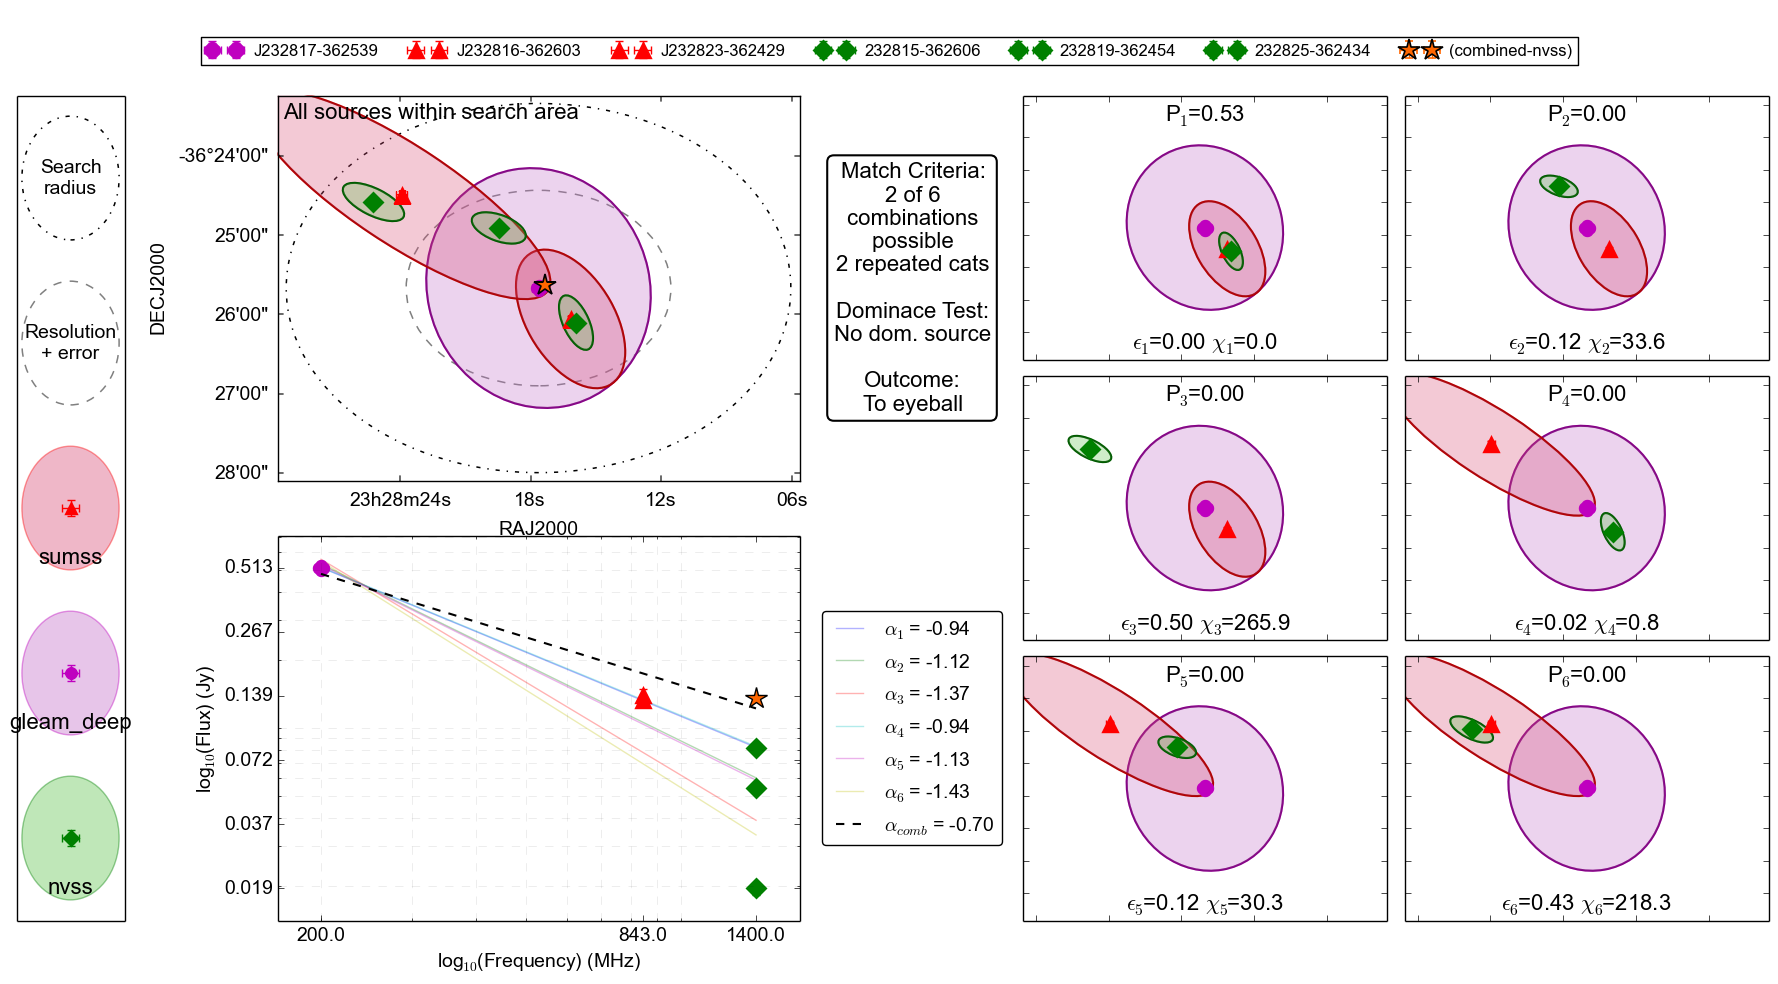 J232817-362539 J232816-362603 J232823-362429 232815-362606 232819-362454 232825-362434 (combined-nvss)
Search
radius
Resolution
+ error
sumss
gleam_deep
nvss
All sources within search area
-36°24'00"
25'00"
26'00"
27'00"
28'00"
DECJ2000
23h28m24s 18s 12s 06s
RAJ2000
Match Criteria:
2 of 6
combinations
possible
2 repeated cats
Dominace Test:
No dom. source
Outcome:
To eyeball
0.513
0.267
0.139
0.072
0.037
0.019
log₁₀(Flux) (Jy)
200.0 843.0 1400.0
log₁₀(Frequency) (MHz)
α₁ = -0.94
α₂ = -1.12
α₃ = -1.37
α₄ = -0.94
α₅ = -1.13
α₆ = -1.43
α_comb = -0.70
P₁=0.53
ϵ₁=0.00 χ₁=0.0
P₂=0.00
ϵ₂=0.12 χ₂=33.6
P₃=0.00
ϵ₃=0.50 χ₃=265.9
P₄=0.00
ϵ₄=0.02 χ₄=0.8
P₅=0.00
ϵ₅=0.12 χ₅=30.3
P₆=0.00
ϵ₆=0.43 χ₆=218.3